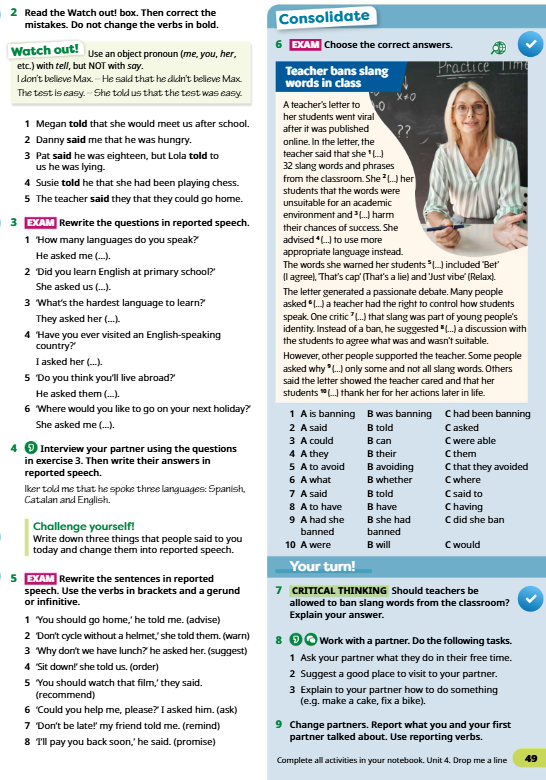 2 Read the Watch out! box. Then correct the
mistakes. Do not change the verbs in bold.
Watch out! Use an object pronoun (me, you, her,
etc.) with tell, but NOT with say.
I don't believe Max. – He said that he didn't believe Max.
The test is easy. – She told us that the test was easy.
1 Megan told that she would meet us after school.
2 Danny said me that he was hungry.
3 Pat said he was eighteen, but Lola told to
us he was lying.
4 Susie told he that she had been playing chess.
5 The teacher said they that they could go home.
3 EXAM Rewrite the questions in reported speech.
1 'How many languages do you speak?'
He asked me (...).
2 'Did you learn English at primary school?'
She asked us (...).
3 'What's the hardest language to learn?'
They asked her (...).
4 'Have you ever visited an English-speaking
country?'
I asked her (...).
5 'Do you think you'll live abroad?'
He asked them (...).
6 'Where would you like to go on your next holiday?'
She asked me (...).
4 Interview your partner using the questions
in exercise 3. Then write their answers in
reported speech.
Iker told me that he spoke three languages: Spanish,
Catalan and English.
Challenge yourself!
Write down three things that people said to you
today and change them into reported speech.
5 EXAM Rewrite the sentences in reported
speech. Use the verbs in brackets and a gerund
or infinitive.
1 'You should go home,' he told me. (advise)
2 'Don't cycle without a helmet,' she told them. (warn)
3 'Why don't we have lunch?' he asked her. (suggest)
4 'Sit down!' she told us. (order)
5 'You should watch that film,' they said.
(recommend)
6 'Could you help me, please?' I asked him. (ask)
7 'Don't be late!' my friend told me. (remind)
8 'I'll pay you back soon,' he said. (promise)
Consolidate
6 EXAM Choose the correct answers.
Teacher bans slang
words in class
Practice Time
x→0
??
A teacher's letter to
her students went viral
after it was published
online. In the letter, the
teacher said that she 1 (...)
32 slang words and phrases
from the classroom. She 2 (...) her
students that the words were
unsuitable for an academic
environment and 3 (...) harm
their chances of success. She
advised 4 (...) to use more
appropriate language instead.
The words she warned her students 5 (...) included 'Bet'
(I agree), 'That's cap' (That's a lie) and 'Just vibe' (Relax).
The letter generated a passionate debate. Many people
asked 6 (...) a teacher had the right to control how students
speak. One critic 7 (...) that slang was part of young people's
identity. Instead of a ban, he suggested 8 (...) a discussion with
the students to agree what was and wasn't suitable.
However, other people supported the teacher. Some people
asked why 9 (...) only some and not all slang words. Others
said the letter showed the teacher cared and that her
students 10 (...) thank her for her actions later in life.
1 A is banning B was banning C had been banning
2 A said B told C asked
3 A could B can C were able
4 A they B their C them
5 A to avoid B avoiding C that they avoided
6 A what B whether C where
7 A said B told C said to
8 A to have B have C having
9 A had she B she had C did she ban
banned banned
10 A were B will C would
Your turn!
7 CRITICAL THINKING Should teachers be
allowed to ban slang words from the classroom?
Explain your answer.
8 Work with a partner. Do the following tasks.
1 Ask your partner what they do in their free time.
2 Suggest a good place to visit to your partner.
3 Explain to your partner how to do something
(e.g. make a cake, fix a bike).
9 Change partners. Report what you and your first
partner talked about. Use reporting verbs.
Complete all activities in your notebook. Unit 4. Drop me a line 49